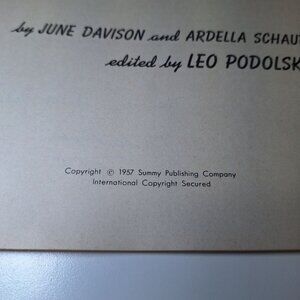 by JUNE DAVISON and ARDELLA SCHAU
edited by LEO PODOLSK
Copyright © 1957 Summy Publishing Company
International Copyright Secured